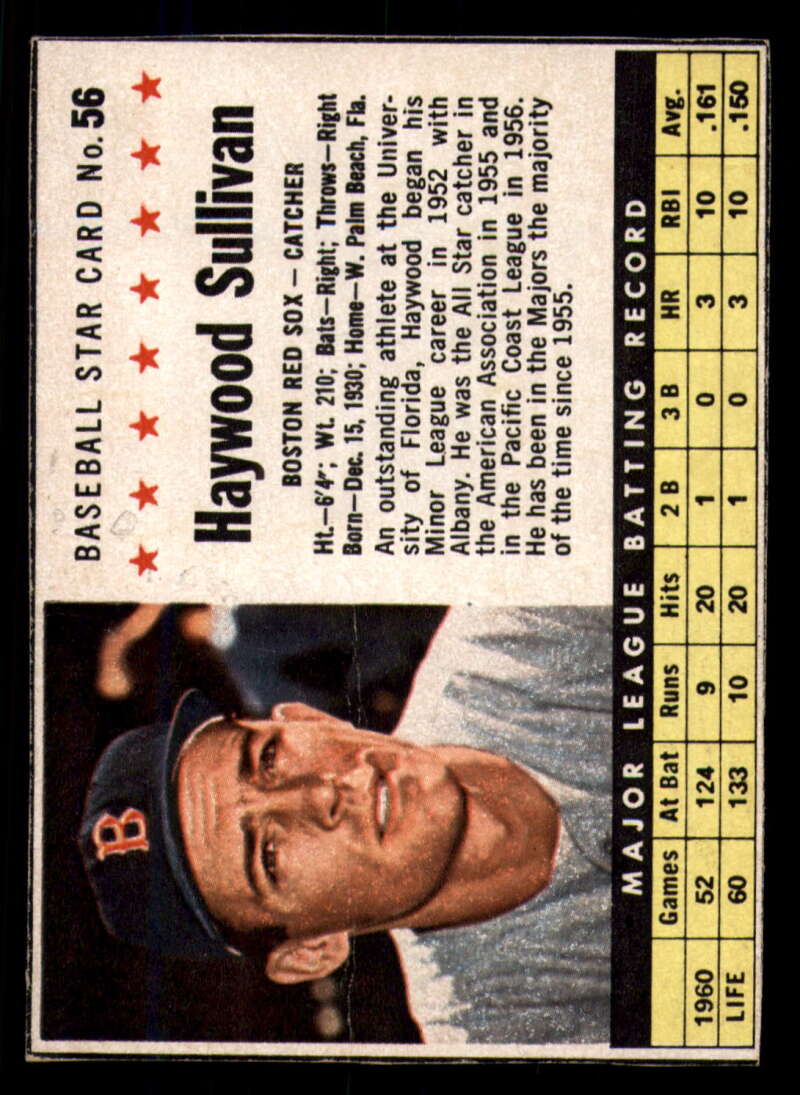 BASEBALL STAR CARD No. 56
Haywood Sullivan
BOSTON RED SOX – CATCHER
Ht.—6'4"; Wt. 210; Bats—Right; Throws—Right
Born—Dec. 15, 1930; Home—W. Palm Beach, Fla.
An outstanding athlete at the Univer-
sity of Florida, Haywood began his
Minor League career in 1952 with
Albany. He was the All Star catcher in
the American Association in 1955 and
in the Pacific Coast League in 1956.
He has been in the Majors the majority
of the time since 1955.
B
MAJOR LEAGUE BATTING RECORD
Games At Bat Runs Hits 2 B 3 B HR RBI Avg.
1960 52 124 9 20 1 0 3 10 .161
LIFE 60 133 10 20 1 0 3 10 .150